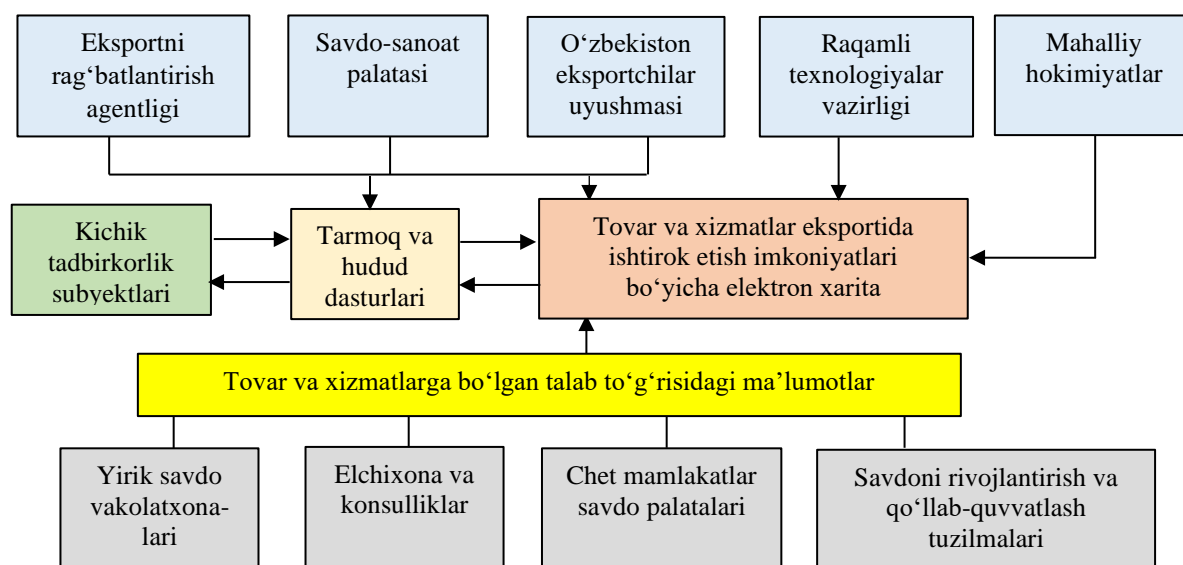 Eksportni
rag‘batlantirish
agentligi
Savdo-sanoat
palatasi
O‘zbekiston
eksportchilar
uyushmasi
Raqamli
texnologiyalar
vazirligi
Mahalliy
hokimiyatlar
Kichik
tadbirkorlik
subyektlari
Tarmoq va
hudud
dasturlari
Tovar va xizmatlar eksportida
ishtirok etish imkoniyatlari
bo‘yicha elektron xarita
Tovar va xizmatlarga bo‘lgan talab to‘g‘risidagi ma’lumotlar
Yirik savdo
vakolatxona-
lari
Elchixona va
konsulliklar
Chet mamlakatlar
savdo palatalari
Savdoni rivojlantirish va
qo‘llab-quvvatlash
tuzilmalari